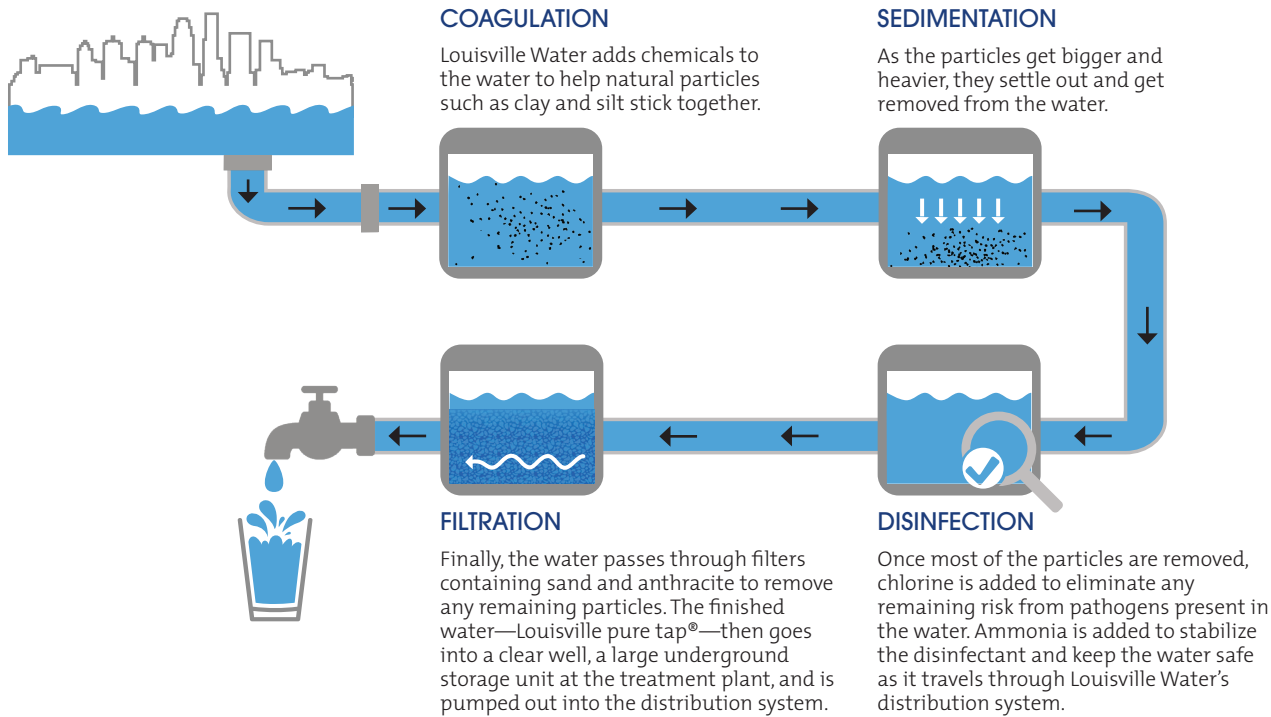 COAGULATION
Louisville Water adds chemicals to
the water to help natural particles
such as clay and silt stick together.
SEDIMENTATION
As the particles get bigger and
heavier, they settle out and get
removed from the water.
FILTRATION
Finally, the water passes through filters
containing sand and anthracite to remove
any remaining particles. The finished
water—Louisville pure tap®—then goes
into a clear well, a large underground
storage unit at the treatment plant, and is
pumped out into the distribution system.
DISINFECTION
Once most of the particles are removed,
chlorine is added to eliminate any
remaining risk from pathogens present in
the water. Ammonia is added to stabilize
the disinfectant and keep the water safe
as it travels through Louisville Water’s
distribution system.